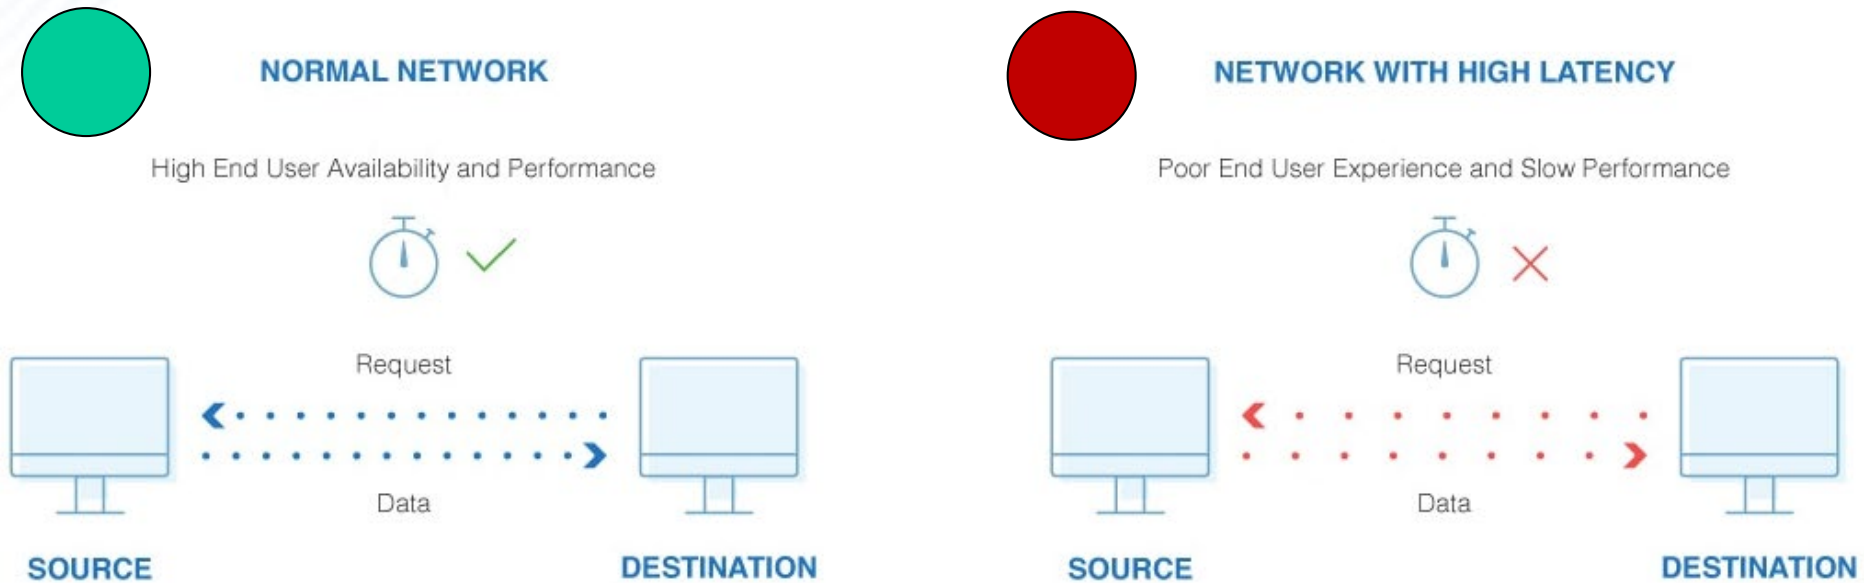 NORMAL NETWORK
High End User Availability and Performance
Request
Data
SOURCE
DESTINATION
NETWORK WITH HIGH LATENCY
Poor End User Experience and Slow Performance
Request
Data
SOURCE
DESTINATION